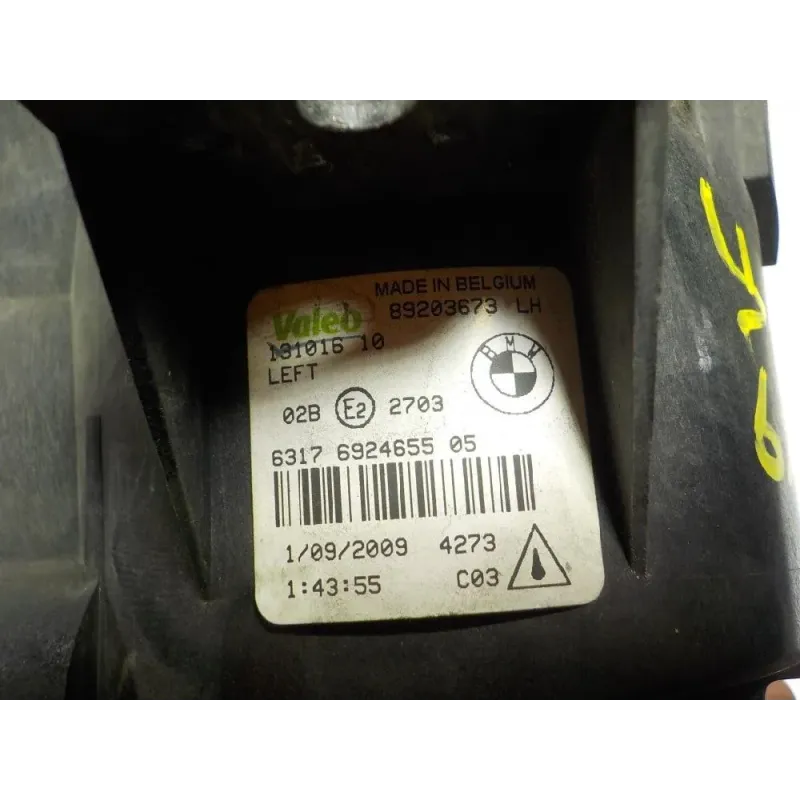 MADE IN BELGIUM
Valeo 89203673 LH
131016 10
LEFT
BMW
02B E2 2703
6317 6924655 05
1/09/2009 4273
1:43:55 C03